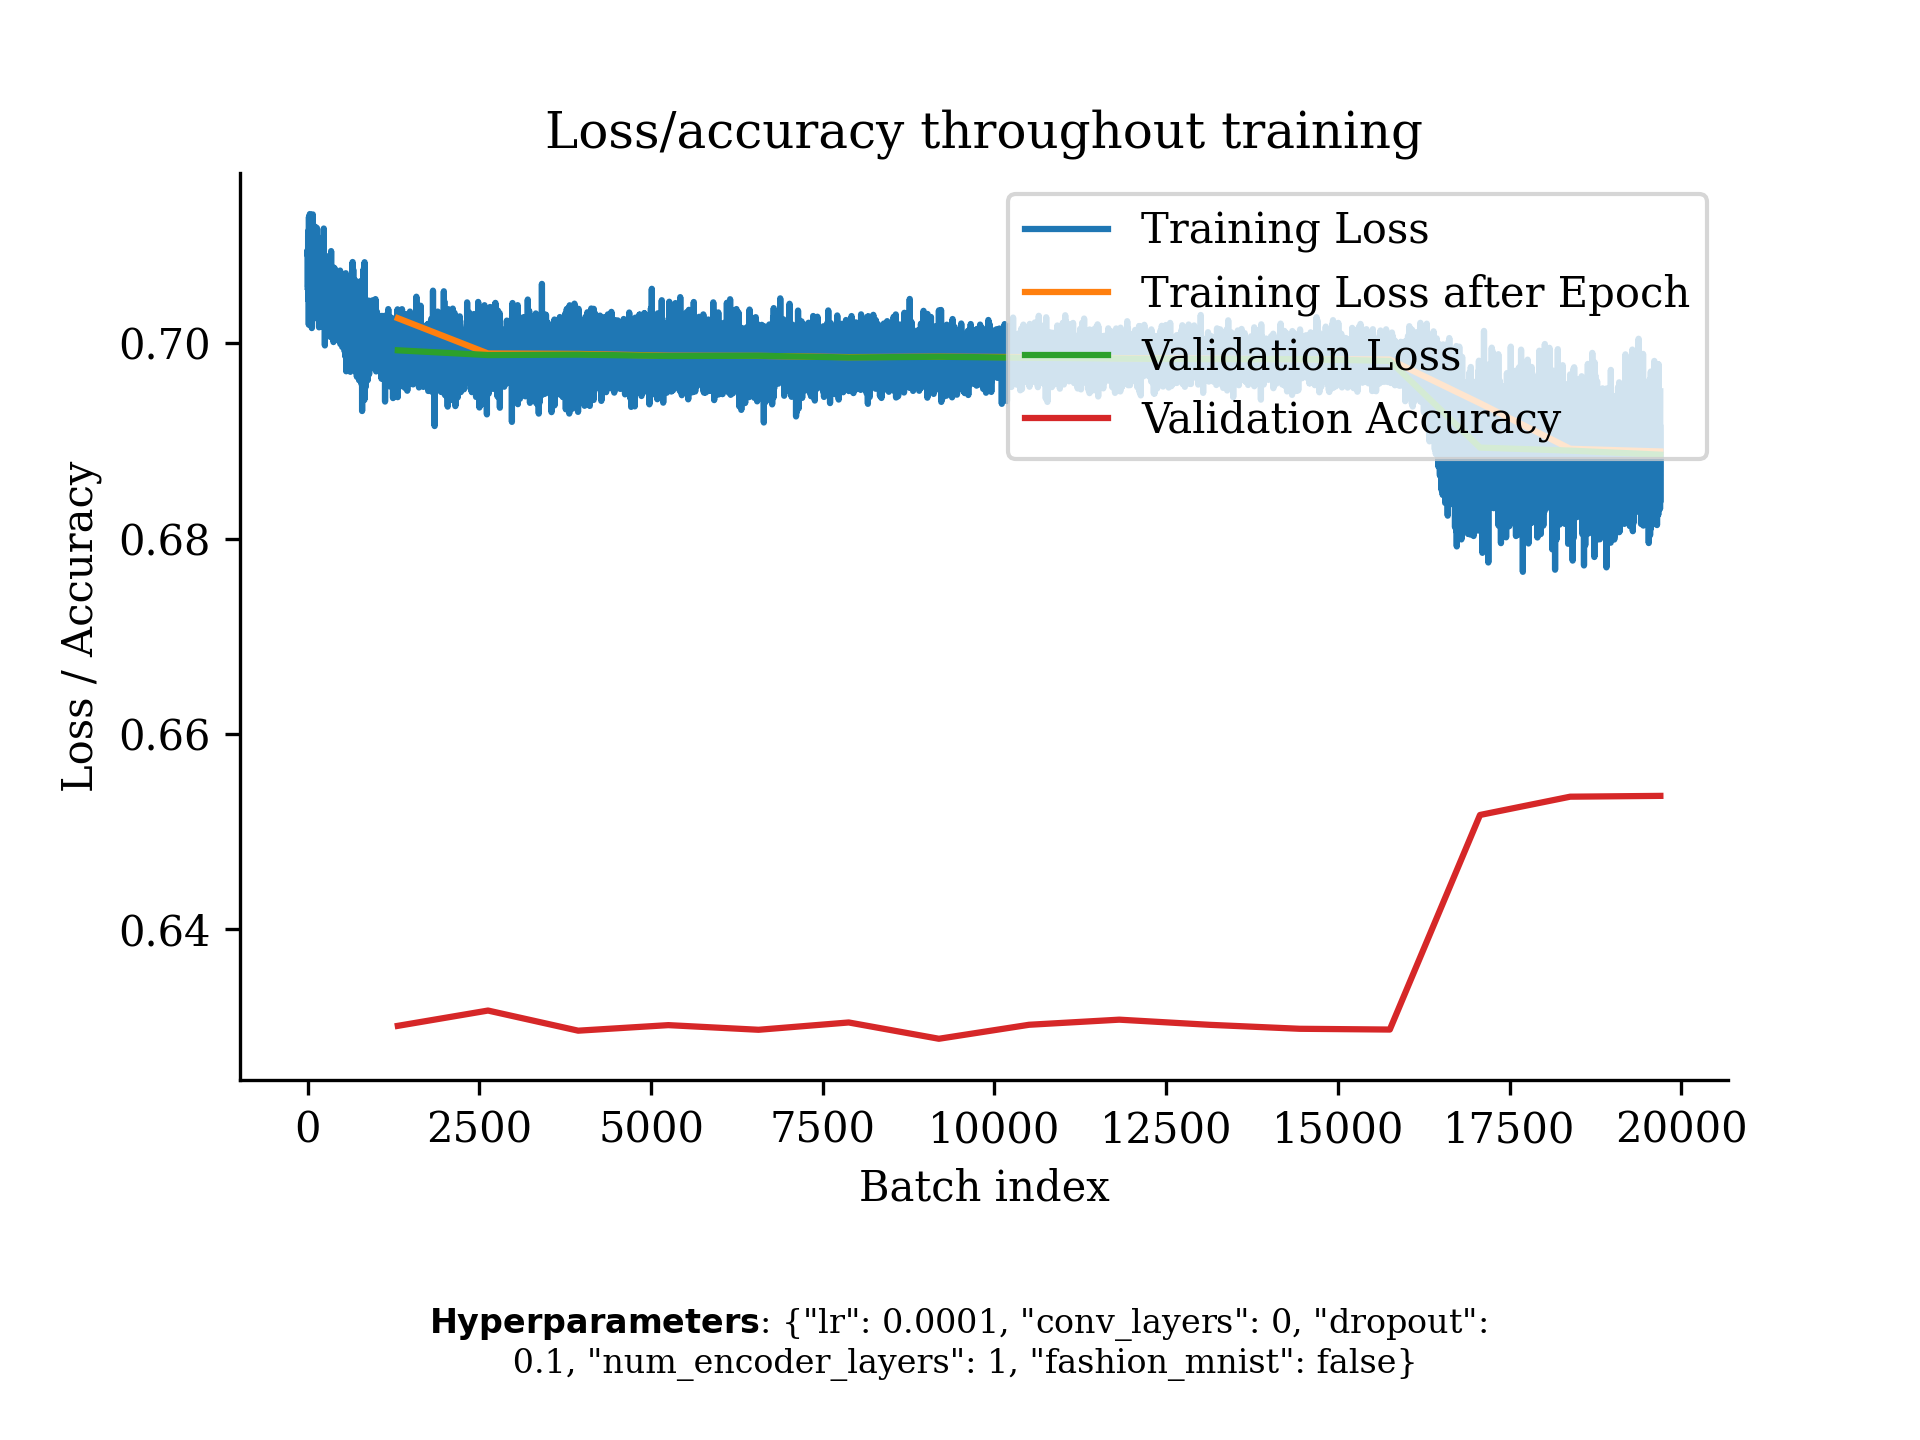 Loss/accuracy throughout training
Training Loss
Training Loss after Epoch
Validation Loss
Validation Accuracy
0.70
0.68
0.66
0.64
Loss / Accuracy
0 2500 5000 7500 10000 12500 15000 17500 20000
Batch index
Hyperparameters: {"lr": 0.0001, "conv_layers": 0, "dropout":
0.1, "num_encoder_layers": 1, "fashion_mnist": false}